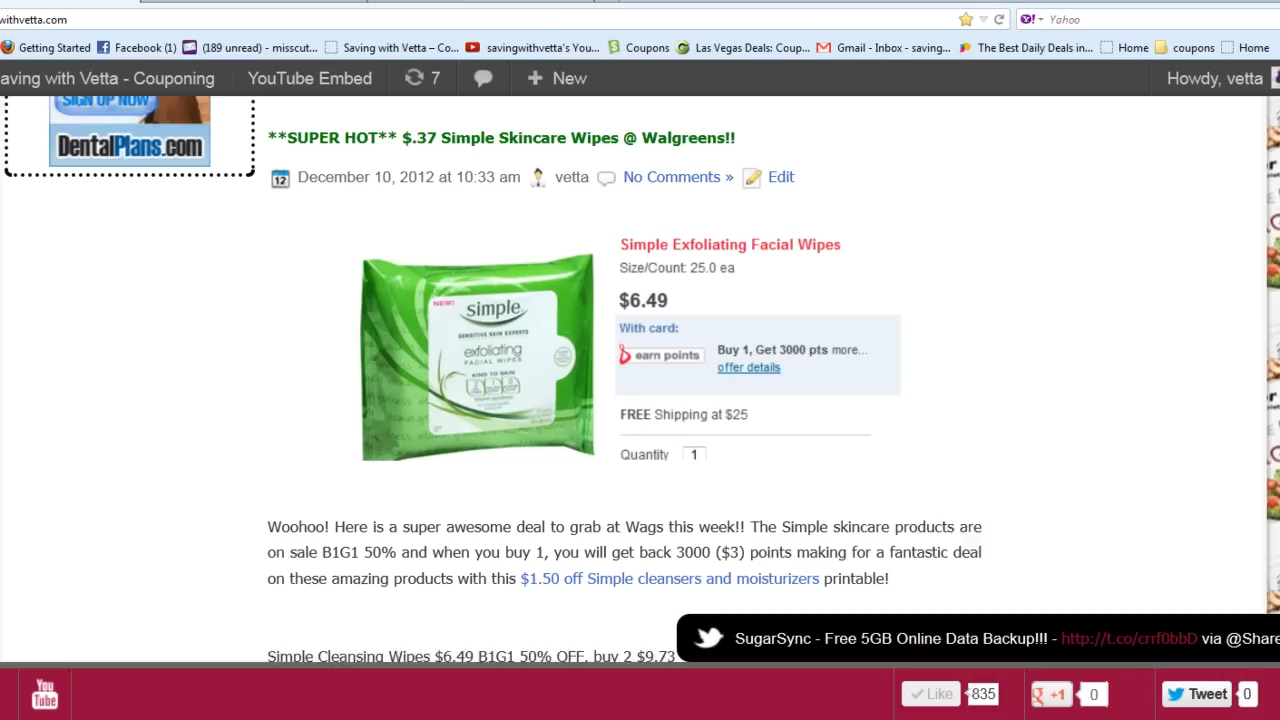 withvetta.com
Yahoo
Getting Started
Facebook (1)
(189 unread) - misscut...
Saving with Vetta – Co...
savingwithvetta's You...
Coupons
Las Vegas Deals: Coup...
Gmail - Inbox - saving...
The Best Daily Deals in...
Home
coupons
Home
aving with Vetta - Couponing
YouTube Embed
7
New
Howdy, vetta
SIGN UP NOW
DentalPlans.com
**SUPER HOT** $.37 Simple Skincare Wipes @ Walgreens!!
12
December 10, 2012 at 10:33 am
vetta
No Comments »
Edit
NEW!
simple
SENSITIVE SKIN EXPERTS
exfoliating
FACIAL WIPES
KIND TO SKIN
Simple Exfoliating Facial Wipes
Size/Count: 25.0 ea
$6.49
With card:
earn points
Buy 1, Get 3000 pts more...
offer details
FREE Shipping at $25
Quantity
1
Woohoo! Here is a super awesome deal to grab at Wags this week!! The Simple skincare products are
on sale B1G1 50% and when you buy 1, you will get back 3000 ($3) points making for a fantastic deal
on these amazing products with this $1.50 off Simple cleansers and moisturizers printable!
SugarSync - Free 5GB Online Data Backup!!! - http://t.co/crrf0bbD via @Share
Simple Cleansing Wipes $6.49 B1G1 50% OFF, buy 2 $9.73
You
Tube
Like
835
g +1
0
Tweet
0